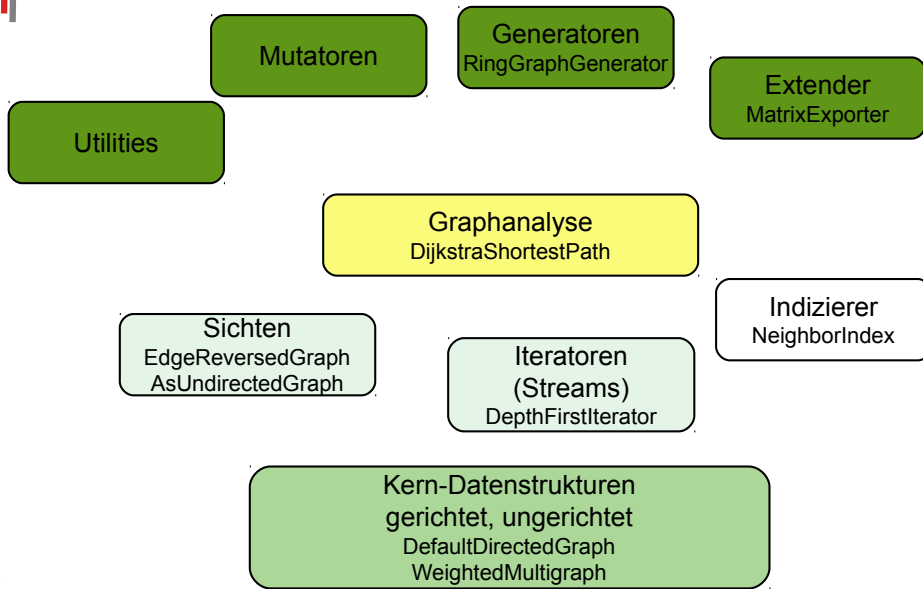 Mutatoren
Generatoren
RingGraphGenerator
Extender
MatrixExporter
Utilities
Graphanalyse
DijkstraShortestPath
Indizierer
NeighborIndex
Sichten
EdgeReversedGraph
AsUndirectedGraph
Iteratoren
(Streams)
DepthFirstIterator
Kern-Datenstrukturen
gerichtet, ungerichtet
DefaultDirectedGraph
WeightedMultigraph